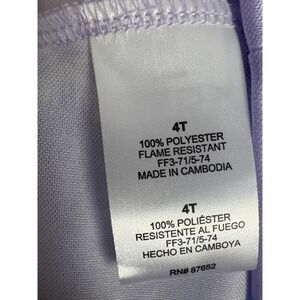 4T
100% POLYESTER
FLAME RESISTANT
FF3-71/5-74
MADE IN CAMBODIA
4T
100% POLIÉSTER
RESISTENTE AL FUEGO
FF3-71/5-74
HECHO EN CAMBOYA
RN# 87652